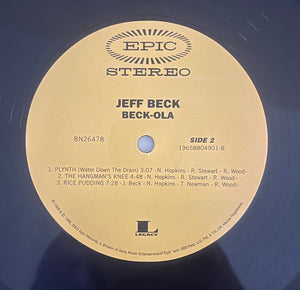 EPIC
STEREO
JEFF BECK
BECK-OLA
BN26478
SIDE 2
19658804901-B
1. PLYNTH (Water Down The Drain) 3:07 - N. Hopkins - R. Stewart - R. Wood-
2. THE HANGMAN'S KNEE 4:48 - N. Hopkins - R. Stewart - R. Wood-
3. RICE PUDDING 7:28 - J. Beck - N. Hopkins - T. Newman - R. Wood-
L
LEGACY